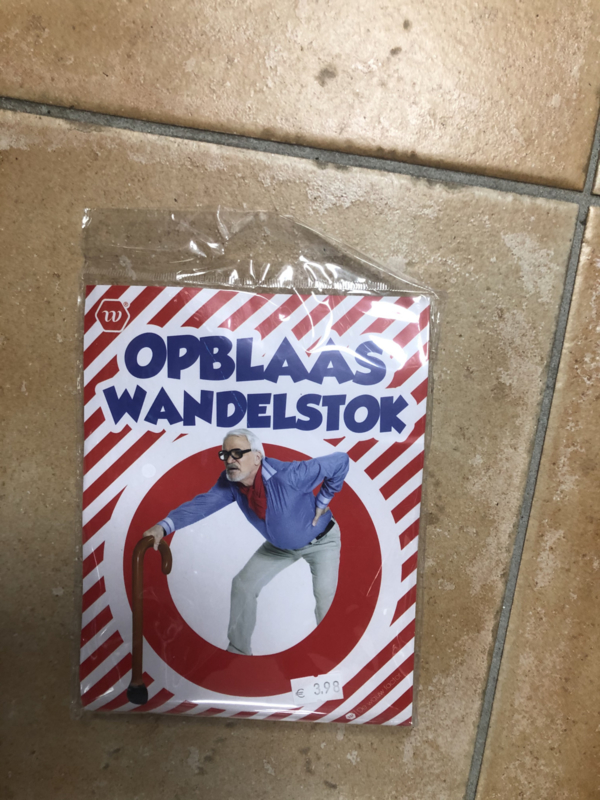 w
OPBLAAS
WANDELSTOK
€ 3.98